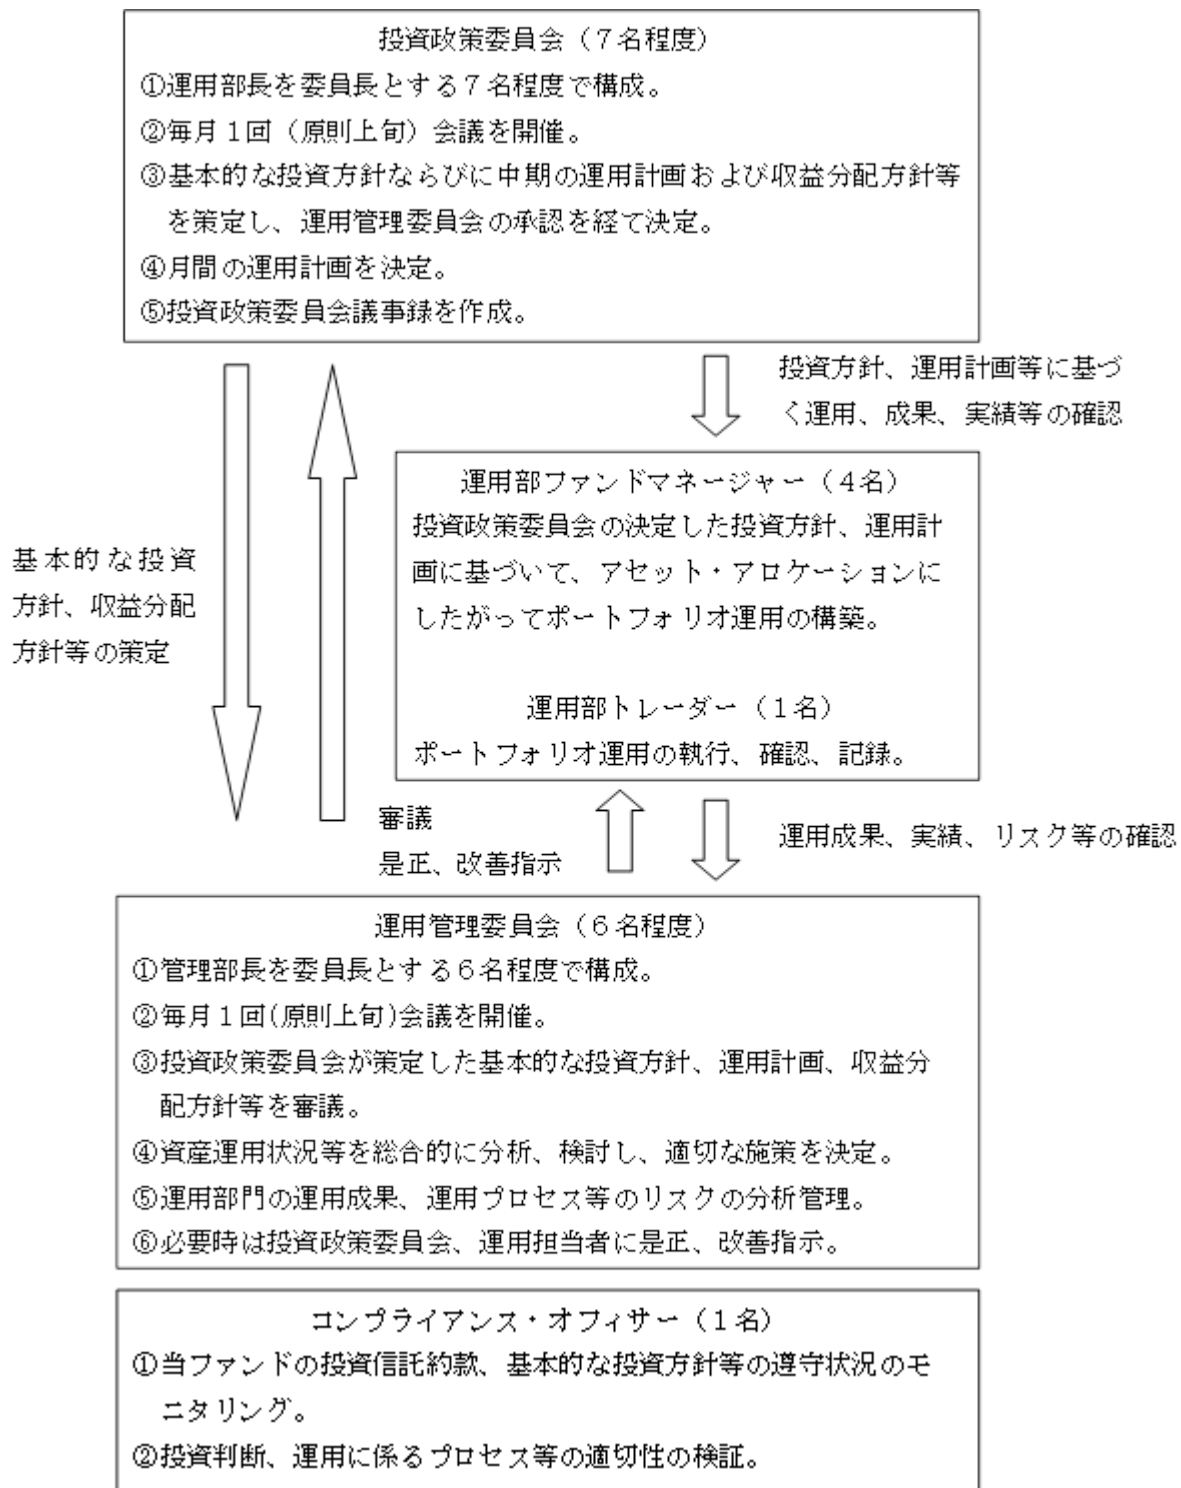 投資政策委員会（７名程度）
①運用部長を委員長とする７名程度で構成。
②毎月１回（原則上旬）会議を開催。
③基本的な投資方針ならびに中期の運用計画および収益分配方針等
を策定し、運用管理委員会の承認を経て決定。
④月間の運用計画を決定。
⑤投資政策委員会議事録を作成。
投資方針、運用計画等に基づ
く運用、成果、実績等の確認
基本的な投資
方針、収益分配
方針等の策定
運用部ファンドマネージャー（４名）
投資政策委員会の決定した投資方針、運用計
画に基づいて、アセット・アロケーションに
したがってポートフォリオ運用の構築。
運用部トレーダー（１名）
ポートフォリオ運用の執行、確認、記録。
審議
是正、改善指示
運用成果、実績、リスク等の確認
運用管理委員会（６名程度）
①管理部長を委員長とする６名程度で構成。
②毎月１回(原則上旬)会議を開催。
③投資政策委員会が策定した基本的な投資方針、運用計画、収益分
配方針等を審議。
④資産運用状況等を総合的に分析、検討し、適切な施策を決定。
⑤運用部門の運用成果、運用プロセス等のリスクの分析管理。
⑥必要時は投資政策委員会、運用担当者に是正、改善指示。
コンプライアンス・オフィサー（１名）
①当ファンドの投資信託約款、基本的な投資方針等の遵守状況のモ
ニタリング。
②投資判断、運用に係るプロセス等の適切性の検証。